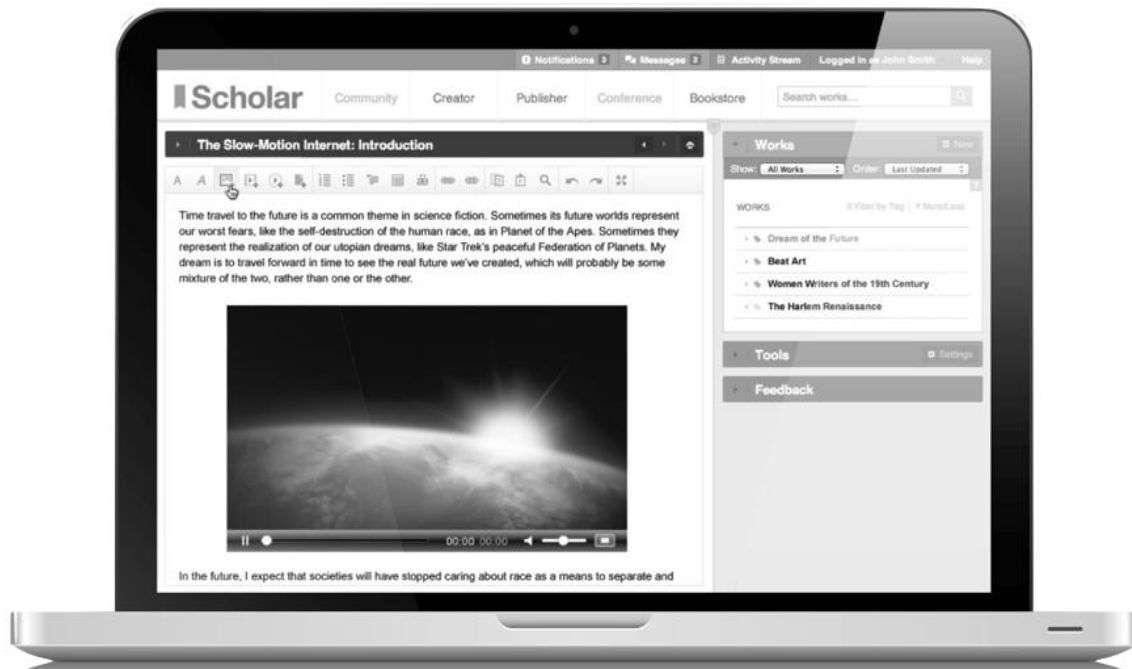 Notifications 3 Messages 2 Activity Stream Logged in as John Smith Help
Scholar Community Creator Publisher Conference Bookstore Search works...
The Slow-Motion Internet: Introduction
Time travel to the future is a common theme in science fiction. Sometimes its future worlds represent
our worst fears, like the self-destruction of the human race, as in Planet of the Apes. Sometimes they
represent the realization of our utopian dreams, like Star Trek's peaceful Federation of Planets. My
dream is to travel forward in time to see the real future we've created, which will probably be some
mixture of the two, rather than one or the other.
00:00 00:00
In the future, I expect that societies will have stopped caring about race as a means to separate and
Works New
Show: All Works Order: Last Updated
WORKS Filter by Tag More/Less
Dream of the Future
Beat Art
Women Writers of the 19th Century
The Harlem Renaissance
Tools Settings
Feedback